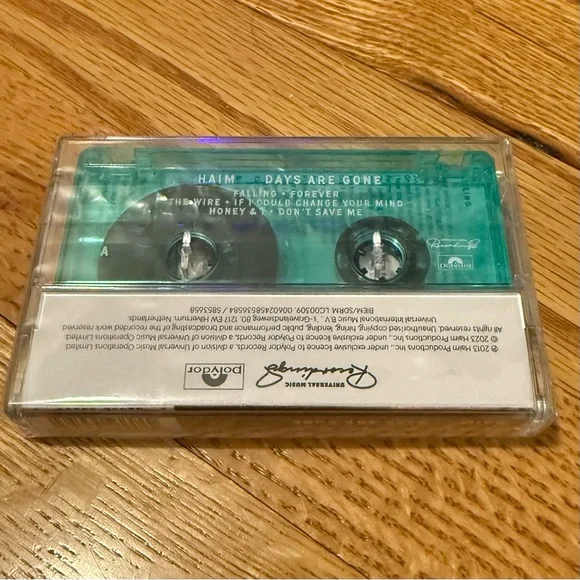 HAIM DAYS ARE GONE
FALLING • FOREVER
THE WIRE • IF I COULD CHANGE YOUR MIND
HONEY & I • DON'T SAVE ME
A
Recordings
Polydor
UNIVERSAL MUSIC
Recordings
Polydor
℗ 2013 Haim Productions Inc., under exclusive licence to Polydor Records, a division of Universal Music Operations Limited.
© 2023 Haim Productions Inc., under exclusive licence to Polydor Records, a division of Universal Music Operations Limited.
All rights reserved. Unauthorised copying, hiring, lending, public performance and broadcasting of the recorded work reserved.
Universal International Music B.V., 's-Gravelandseweg 80, 1217 EW Hilversum, Netherlands.
BIEM/SDRM.